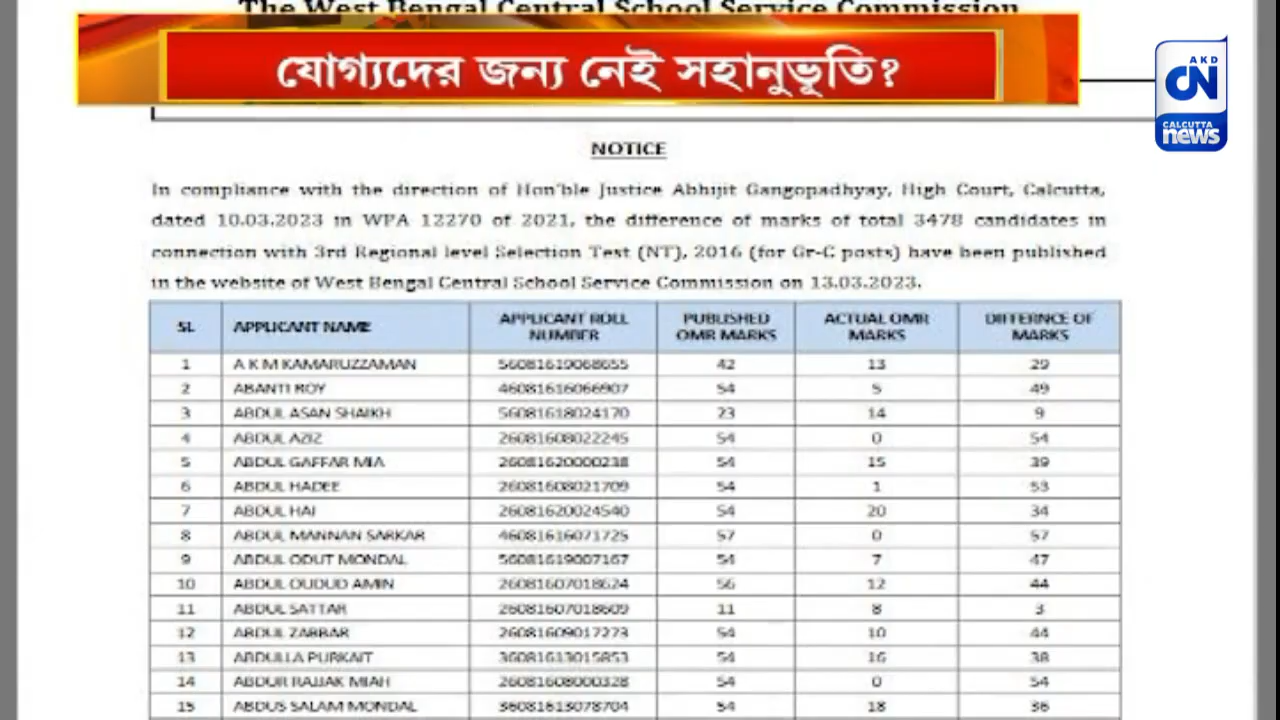 The West Bengal Central School Service Commission
যোগ্যদের জন্য নেই সহানুভূতি?
AKD
CN
CALCUTTA
news
NOTICE
In compliance with the direction of Hon'ble Justice Abhijit Gangopadhyay, High Court, Calcutta,
dated 10.03.2023 in WPA 12270 of 2021, the difference of marks of total 3478 candidates in
connection with 3rd Regional level Selection Test (NT), 2016 (for Gr-C posts) have been published
in the website of West Bengal Central School Service Commission on 13.03.2023.
SL APPLICANT NAME APPLICANT ROLL NUMBER PUBLISHED OMR MARKS ACTUAL OMR MARKS DIFFERNCE OF MARKS
1 A K M KAMARUZZAMAN 56081619068655 42 13 29
2 ABANTI ROY 46081616066907 54 5 49
3 ABDUL ASAN SHAIKH 56081618024170 23 14 9
4 ABDUL AZIZ 26081608022245 54 0 54
5 ABDUL GAFFAR MIA 26081620000238 54 15 39
6 ABDUL HADEE 26081608021709 54 1 53
7 ABDUL HAI 26081620024540 54 20 34
8 ABDUL MANNAN SARKAR 46081616071725 57 0 57
9 ABDUL ODUT MONDAL 56081619007167 54 7 47
10 ABDUL OUDUD AMIN 26081607018624 56 12 44
11 ABDUL SATTAR 26081607018609 11 8 3
12 ABDUL ZABBAR 26081609017273 54 10 44
13 ABDULLA PURKAIT 36081613015853 54 16 38
14 ABDUR RAJJAK MIAH 26081608000328 54 0 54
15 ABDUS SALAM MONDAL 36081613078704 54 18 36